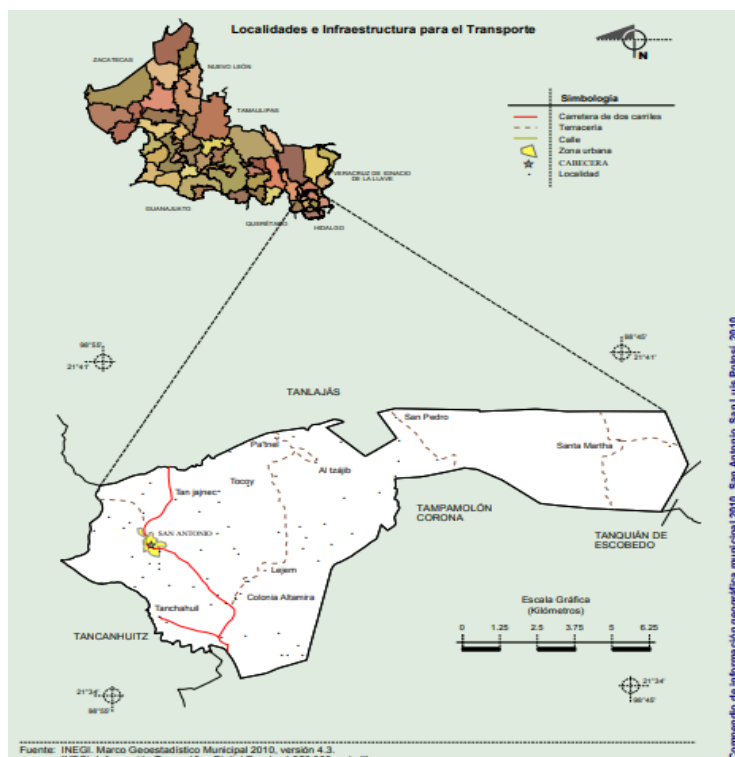 Localidades e Infraestructura para el Transporte
N
ZACATECAS
NUEVO LEÓN
TAMAULIPAS
VERACRUZ DE IGNACIO
DE LA LLAVE
GUANAJUATO
QUERÉTARO
HIDALGO
Simbología
Carretera de dos carriles
Terracería
Calle
Zona urbana
CABECERA
Localidad
98°55'
21°41'
98°45'
21°41'
TANLAJÁS
San Pedro
Santa Martha
Pa'tnel
Al tzájib
Tocoy
Tan jajnec
SAN ANTONIO
TAMPAMOLÓN
CORONA
TANQUIÁN DE
ESCOBEDO
Lejem
Colonia Altamira
Tanchahuil
TANCANHUITZ
Escala Gráfica
(Kilómetros)
0 1.25 2.5 3.75 5 6.25
21°34'
98°55'
21°34'
98°45'
Compendio de información geográfica municipal 2010. San Antonio, San Luis Potosí. 2010
Fuente: INEGI. Marco Geoestadístico Municipal 2010, versión 4.3.